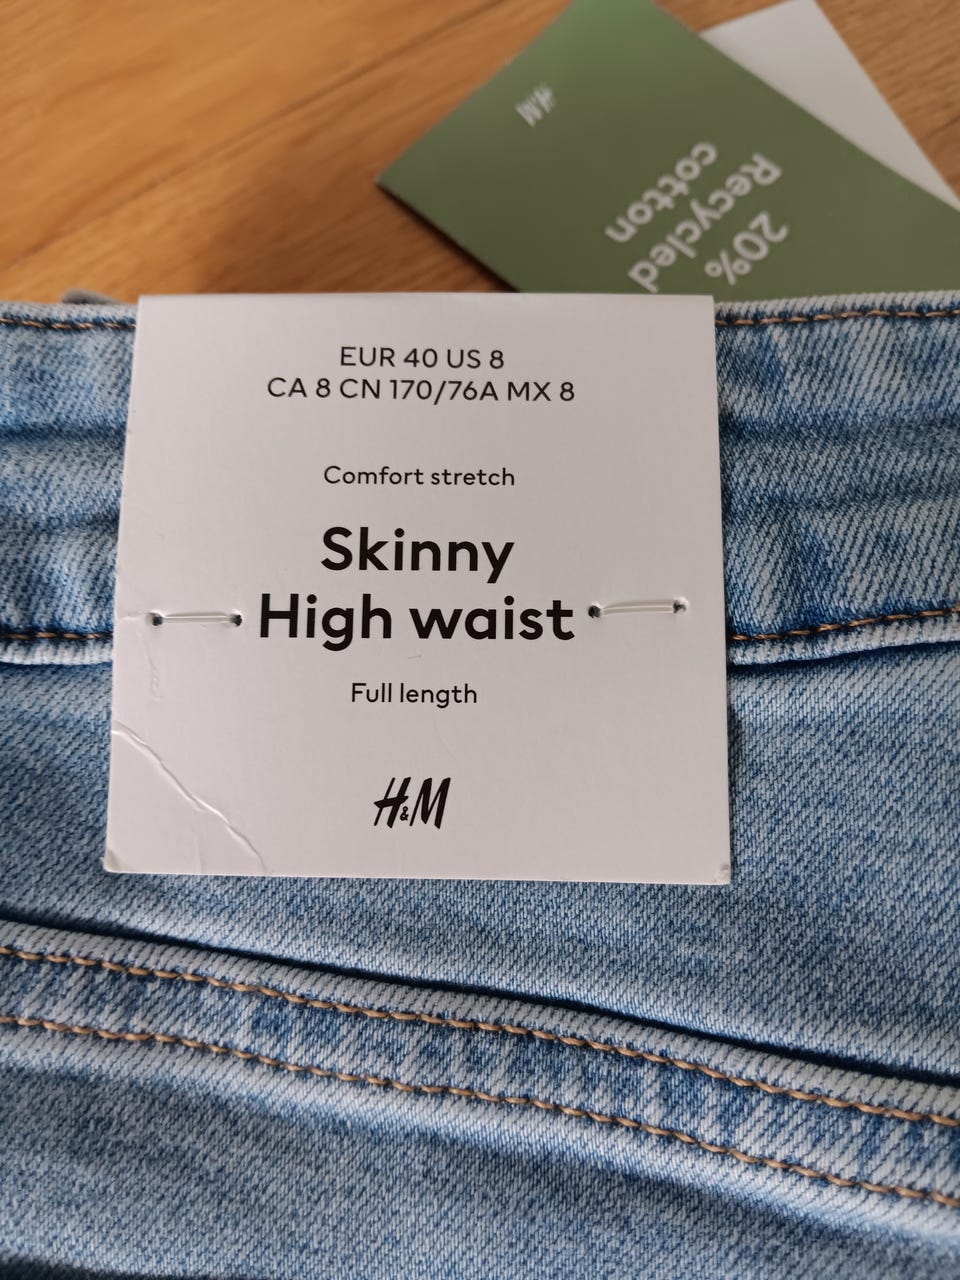 H&M
20%
Recycled
cotton
EUR 40 US 8
CA 8 CN 170/76A MX 8
Comfort stretch
Skinny
High waist
Full length
H&M